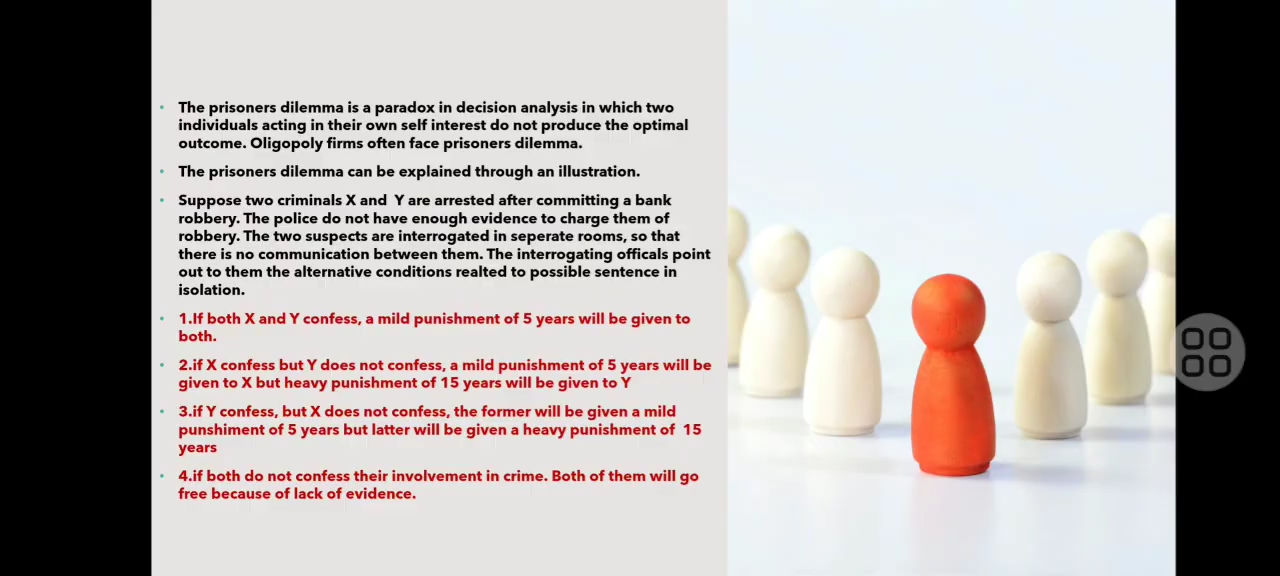 • The prisoners dilemma is a paradox in decision analysis in which two
individuals acting in their own self interest do not produce the optimal
outcome. Oligopoly firms often face prisoners dilemma.
• The prisoners dilemma can be explained through an illustration.
• Suppose two criminals X and Y are arrested after committing a bank
robbery. The police do not have enough evidence to charge them of
robbery. The two suspects are interrogated in seperate rooms, so that
there is no communication between them. The interrogating officals point
out to them the alternative conditions realted to possible sentence in
isolation.
• 1.If both X and Y confess, a mild punishment of 5 years will be given to
both.
• 2.if X confess but Y does not confess, a mild punishment of 5 years will be
given to X but heavy punishment of 15 years will be given to Y
• 3.if Y confess, but X does not confess, the former will be given a mild
punshiment of 5 years but latter will be given a heavy punishment of 15
years
• 4.if both do not confess their involvement in crime. Both of them will go
free because of lack of evidence.